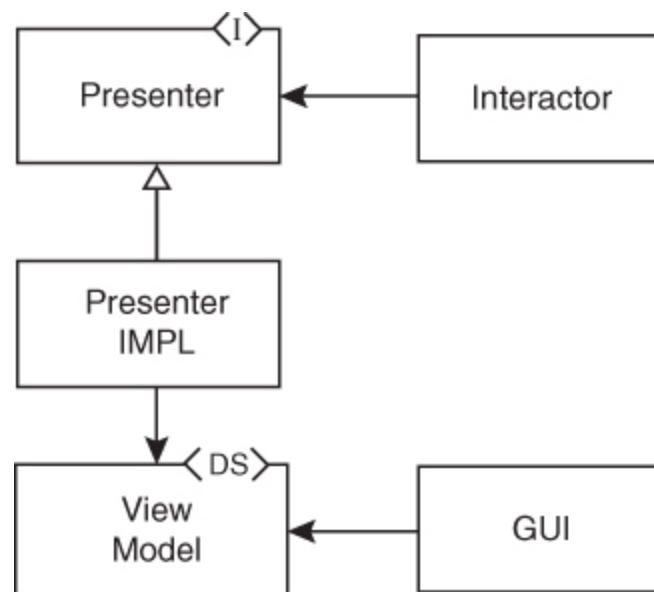 <I>
Presenter
Interactor
Presenter
IMPL
<DS>
View
Model
GUI